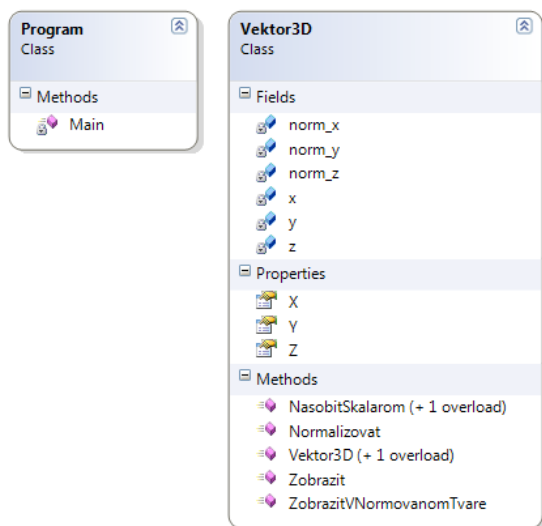 Program
Class
Methods
Main
Vektor3D
Class
Fields
norm_x
norm_y
norm_z
x
y
z
Properties
X
Y
Z
Methods
NasobitSkalarom (+ 1 overload)
Normalizovat
Vektor3D (+ 1 overload)
Zobrazit
ZobrazitVNormovanomTvare